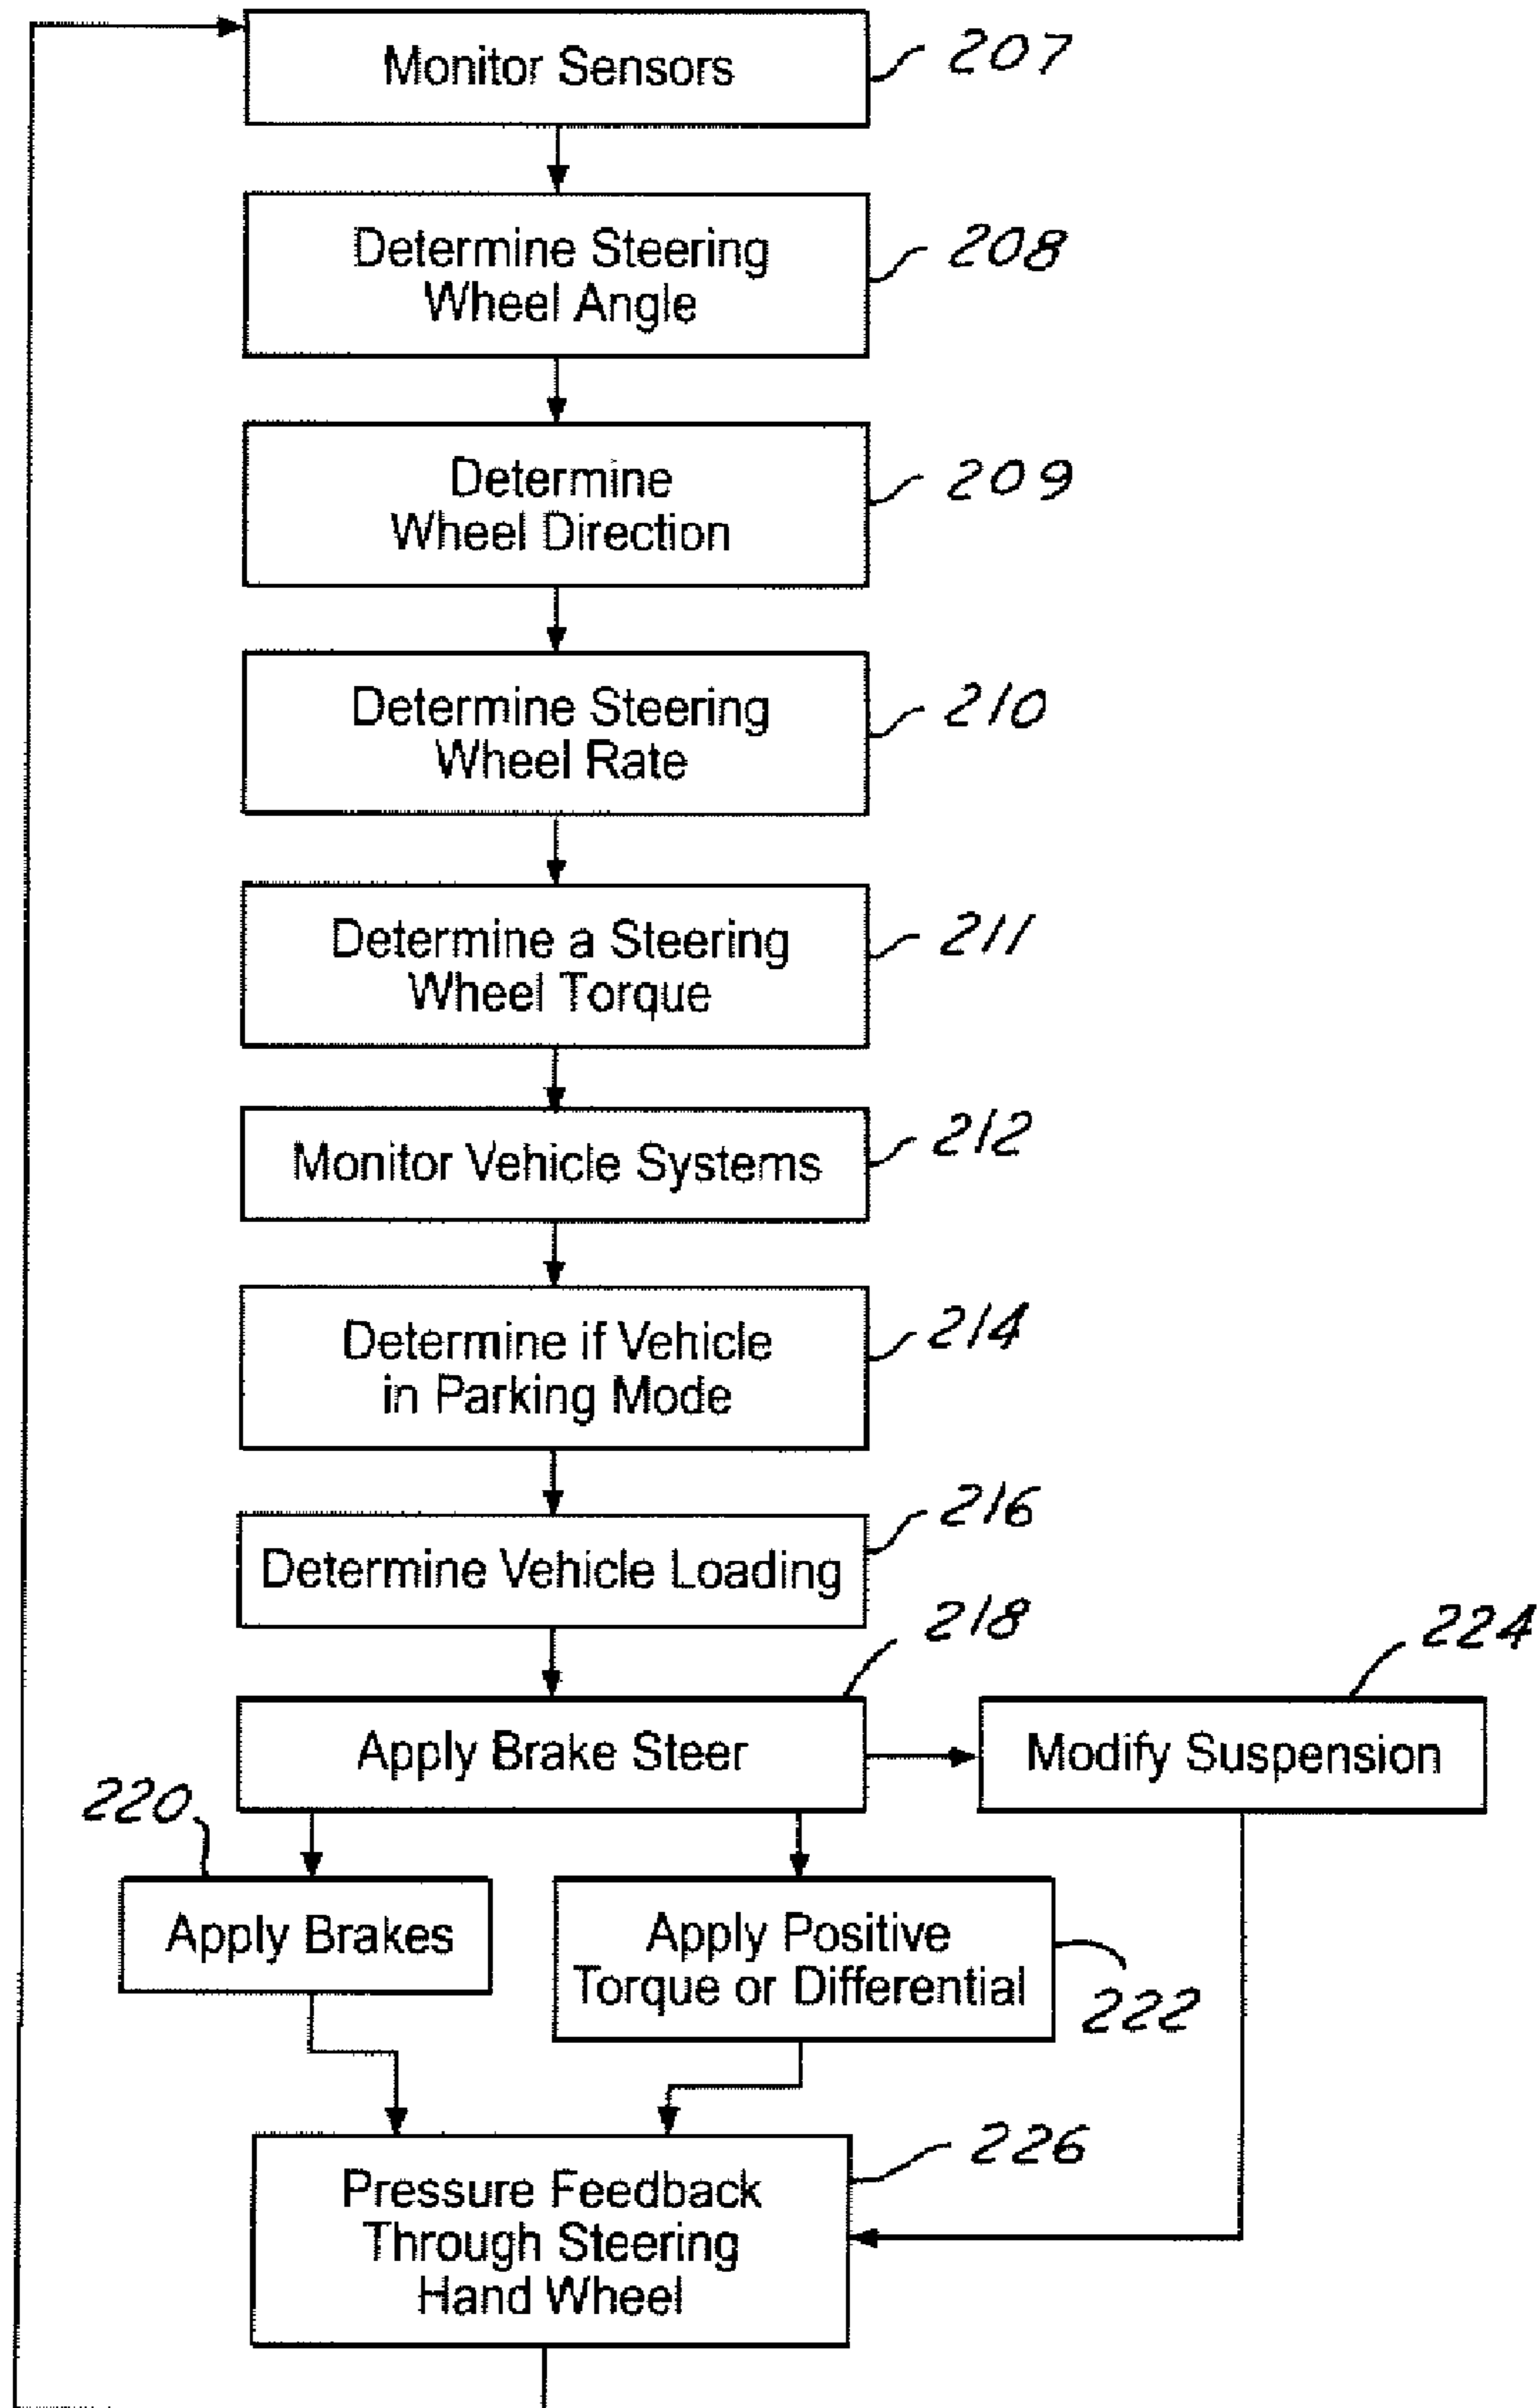 Monitor Sensors
207
Determine Steering
Wheel Angle
208
Determine
Wheel Direction
209
Determine Steering
Wheel Rate
210
Determine a Steering
Wheel Torque
211
Monitor Vehicle Systems
212
Determine if Vehicle
in Parking Mode
214
Determine Vehicle Loading
216
Apply Brake Steer
218
Modify Suspension
224
220
Apply Brakes
Apply Positive
Torque or Differential
222
Pressure Feedback
Through Steering
Hand Wheel
226